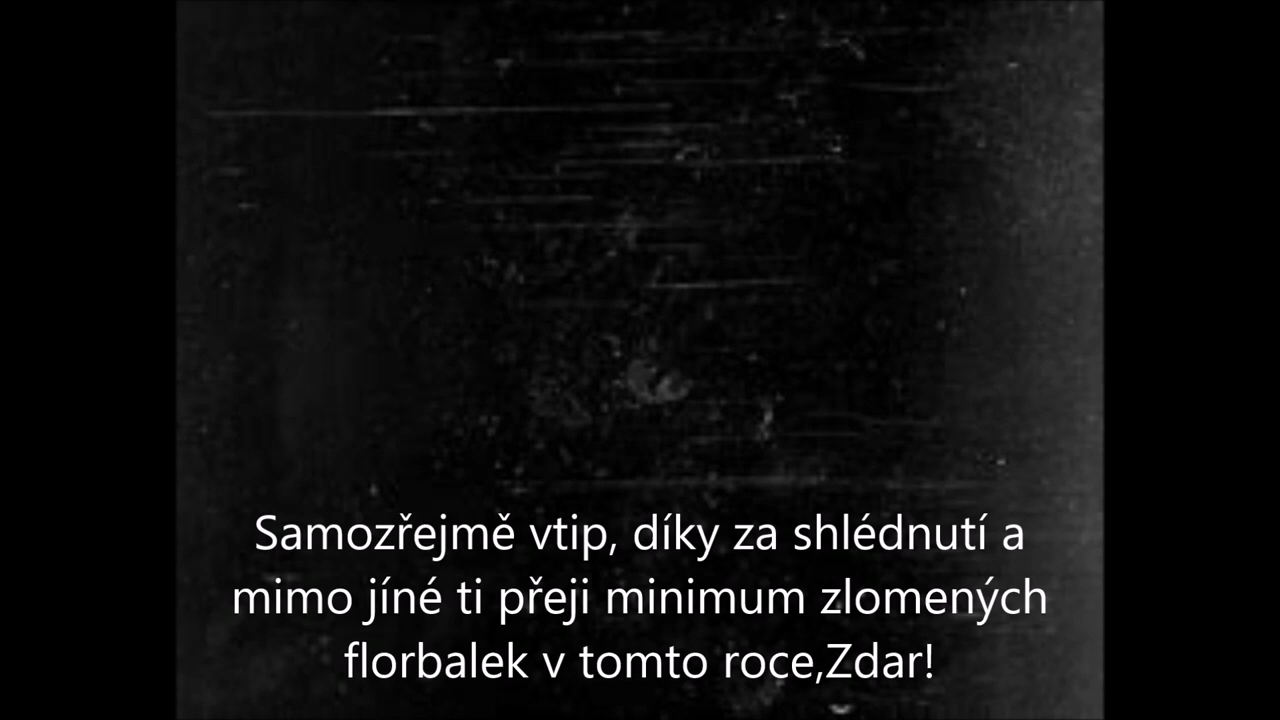 Samozřejmě vtip, díky za shlédnutí a
mimo jíné ti přeji minimum zlomených
florbalek v tomto roce,Zdar!